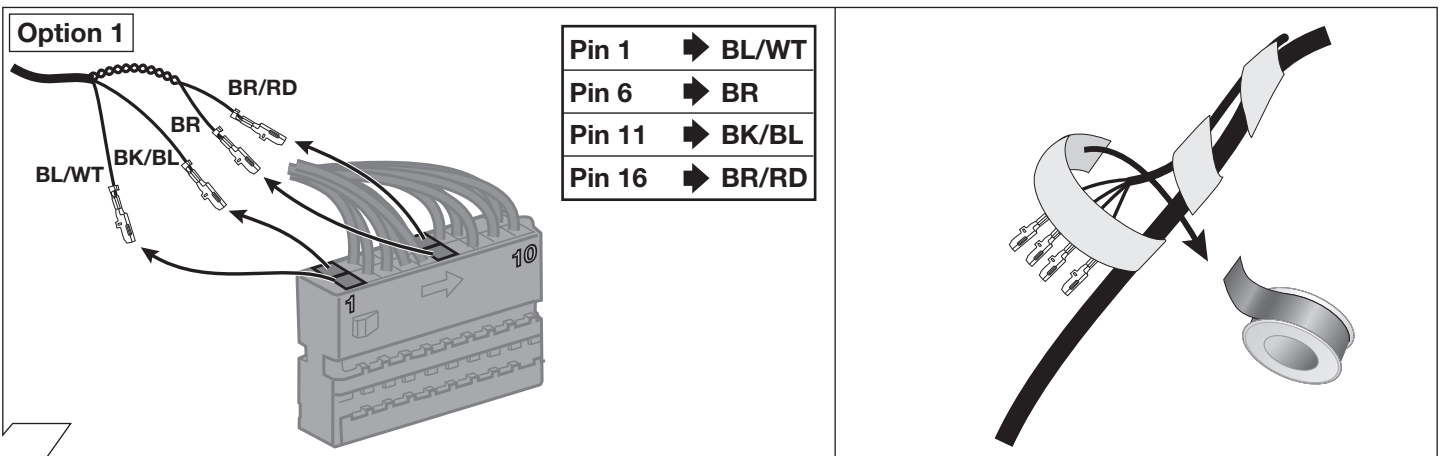 Option 1
BR/RD
BR
BK/BL
BL/WT
1
10
Pin 1 ➡ BL/WT
Pin 6 ➡ BR
Pin 11 ➡ BK/BL
Pin 16 ➡ BR/RD